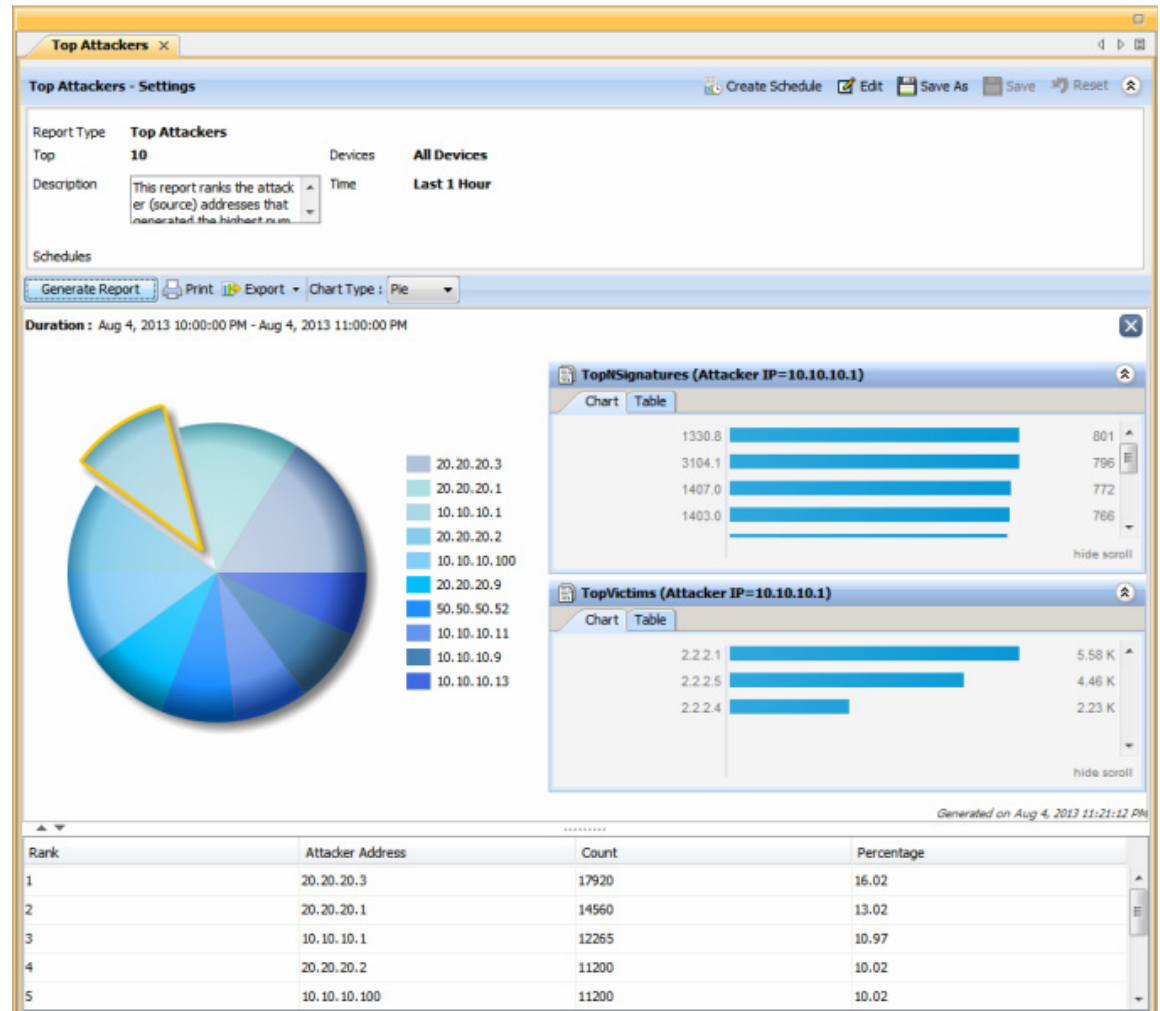 Top Attackers
Top Attackers - Settings
Create Schedule Edit Save As Save Reset
Report Type Top Attackers
Top 10 Devices All Devices
Description This report ranks the attack Time Last 1 Hour
er (source) addresses that
generated the highest num
Schedules
Generate Report Print Export Chart Type : Pie
Duration : Aug 4, 2013 10:00:00 PM - Aug 4, 2013 11:00:00 PM
20.20.20.3
20.20.20.1
10.10.10.1
20.20.20.2
10.10.10.100
20.20.20.9
50.50.50.52
10.10.10.11
10.10.10.9
10.10.10.13
TopNSignatures (Attacker IP=10.10.10.1)
Chart Table
1330.8 801
3104.1 796
1407.0 772
1403.0 766
hide scroll
TopVictims (Attacker IP=10.10.10.1)
Chart Table
2.2.2.1 5.58 K
2.2.2.5 4.46 K
2.2.2.4 2.23 K
hide scroll
Generated on Aug 4, 2013 11:21:12 PM
Rank Attacker Address Count Percentage
1 20.20.20.3 17920 16.02
2 20.20.20.1 14560 13.02
3 10.10.10.1 12265 10.97
4 20.20.20.2 11200 10.02
5 10.10.10.100 11200 10.02